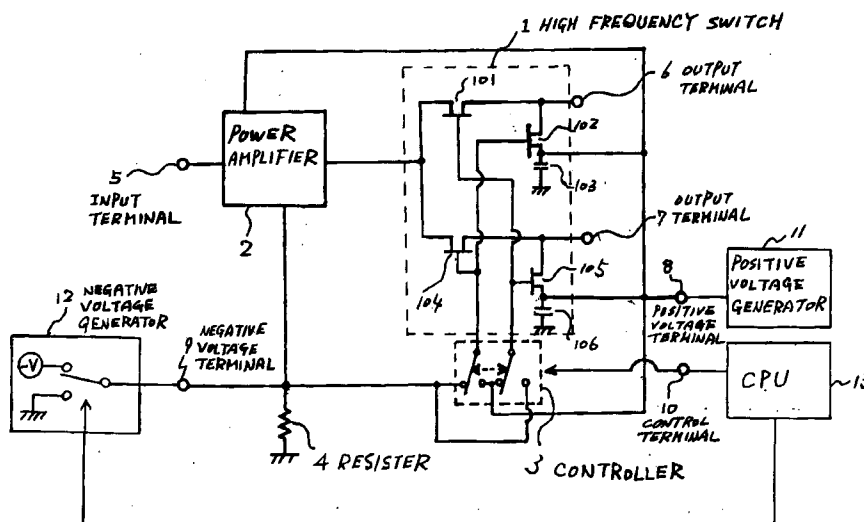 1 HIGH FREQUENCY SWITCH
101
6 OUTPUT
TERMINAL
102
103
POWER
AMPLIFIER
5
INPUT
TERMINAL
2
OUTPUT
7 TERMINAL
104
105
106
8
POSITIVE VOLTAGE
TERMINAL
11
POSITIVE
VOLTAGE
GENERATOR
12 NEGATIVE
VOLTAGE
GENERATOR
-V
9 NEGATIVE
VOLTAGE
TERMINAL
4 RESISTER
3 CONTROLLER
10
CONTROL
TERMINAL
CPU